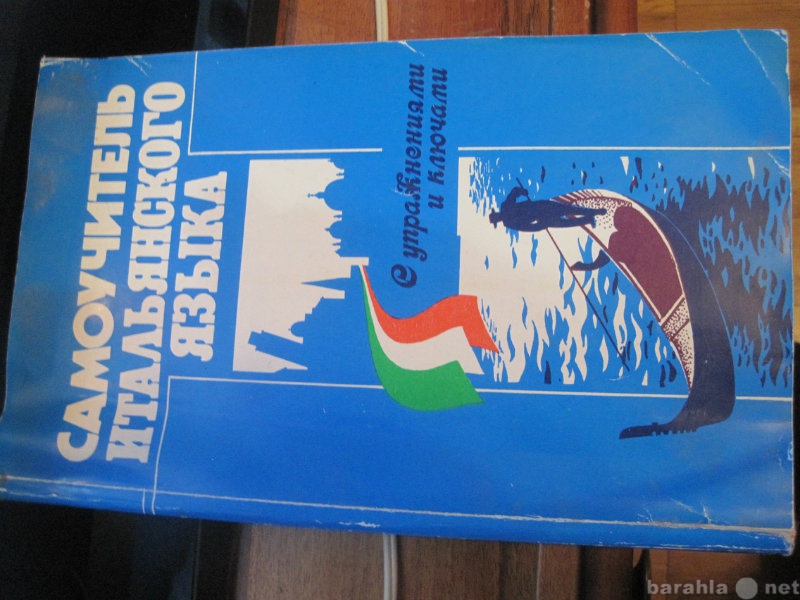 САМОУЧИТЕЛЬ
ИТАЛЬЯНСКОГО
ЯЗЫКА
С упражнениями
и ключами
barahla net